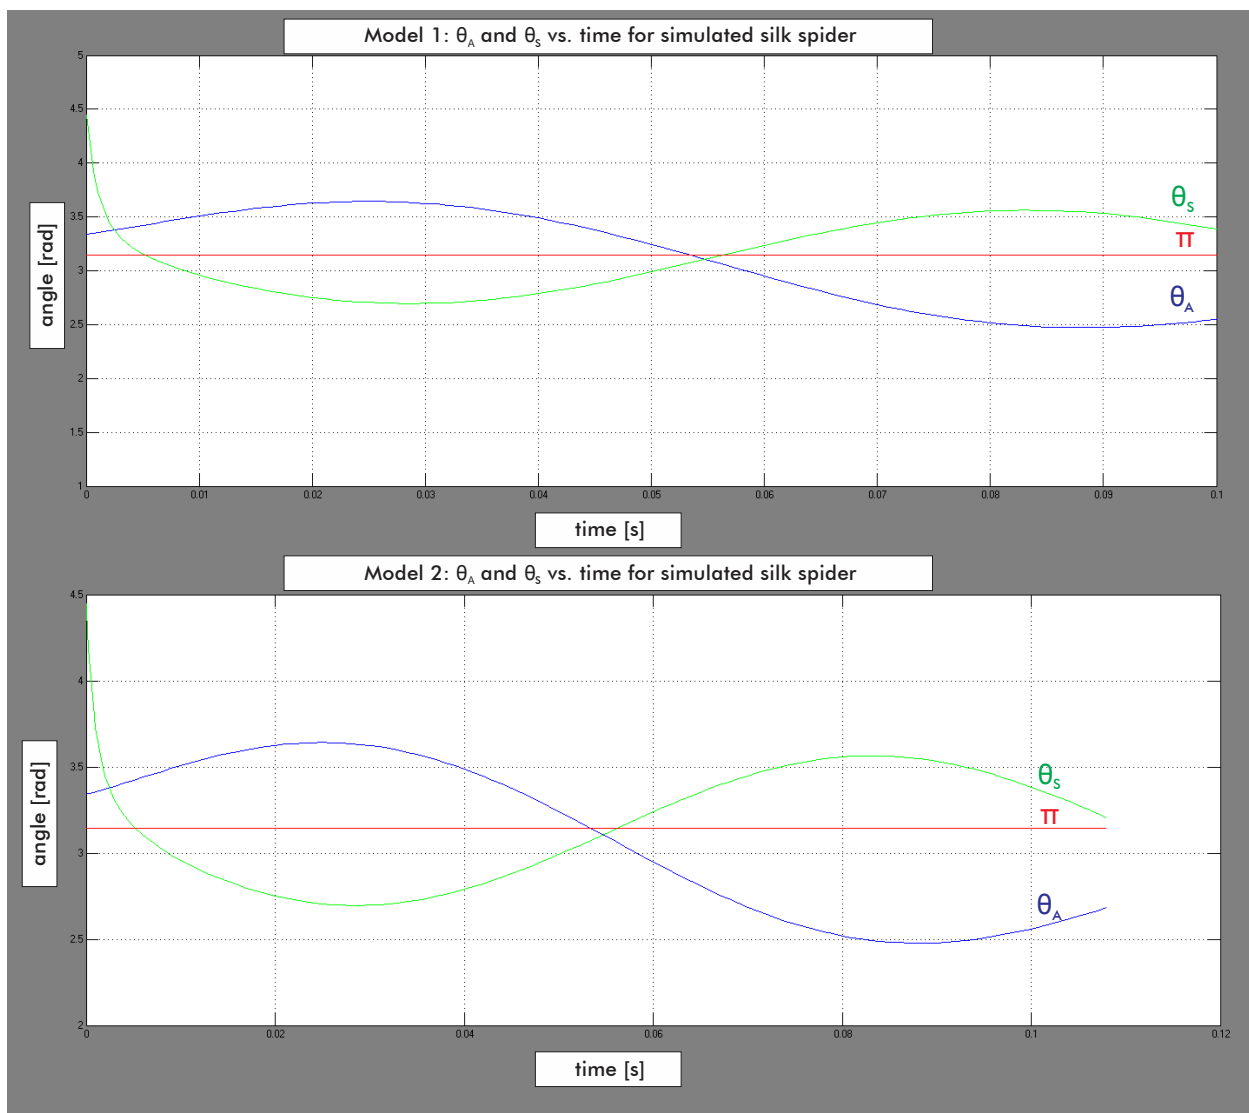 Model 1: θA and θS vs. time for simulated silk spider
5
4.5
4
3.5
3
2.5
2
1.5
1
angle [rad]
θS
π
θA
0 0.01 0.02 0.03 0.04 0.05 0.06 0.07 0.08 0.09 0.1
time [s]
Model 2: θA and θS vs. time for simulated silk spider
4.5
4
3.5
3
2.5
2
angle [rad]
θS
π
θA
0 0.02 0.04 0.06 0.08 0.1 0.12
time [s]